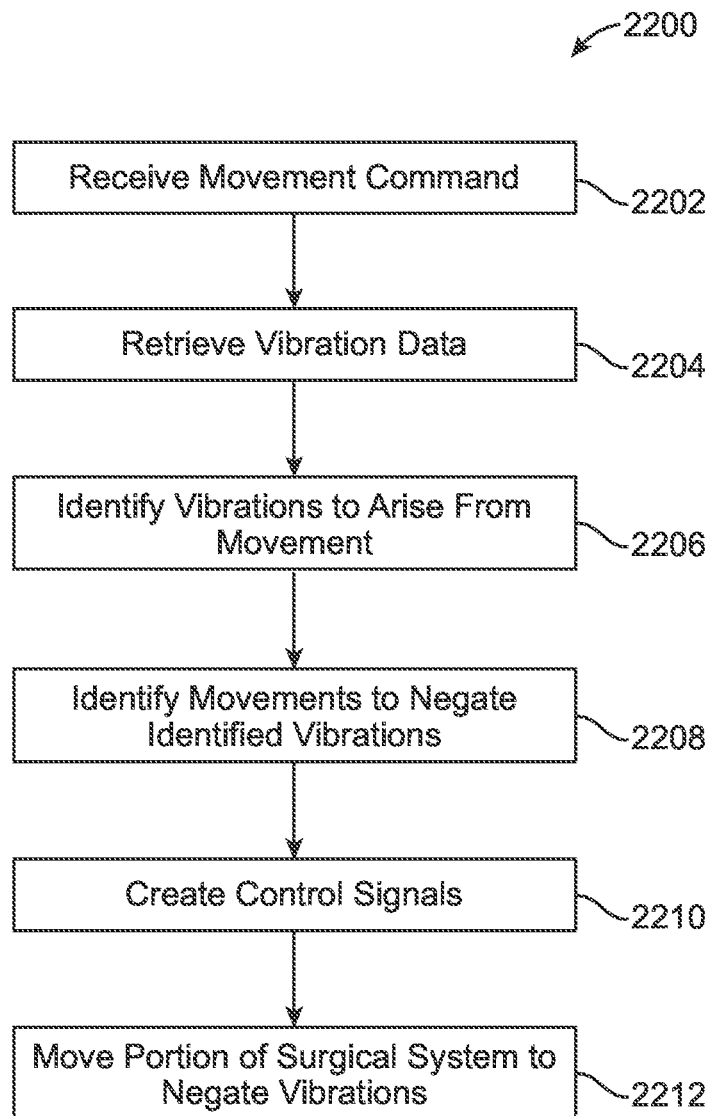 2200
Receive Movement Command
2202
Retrieve Vibration Data
2204
Identify Vibrations to Arise From
Movement
2206
Identify Movements to Negate
Identified Vibrations
2208
Create Control Signals
2210
Move Portion of Surgical System to
Negate Vibrations
2212